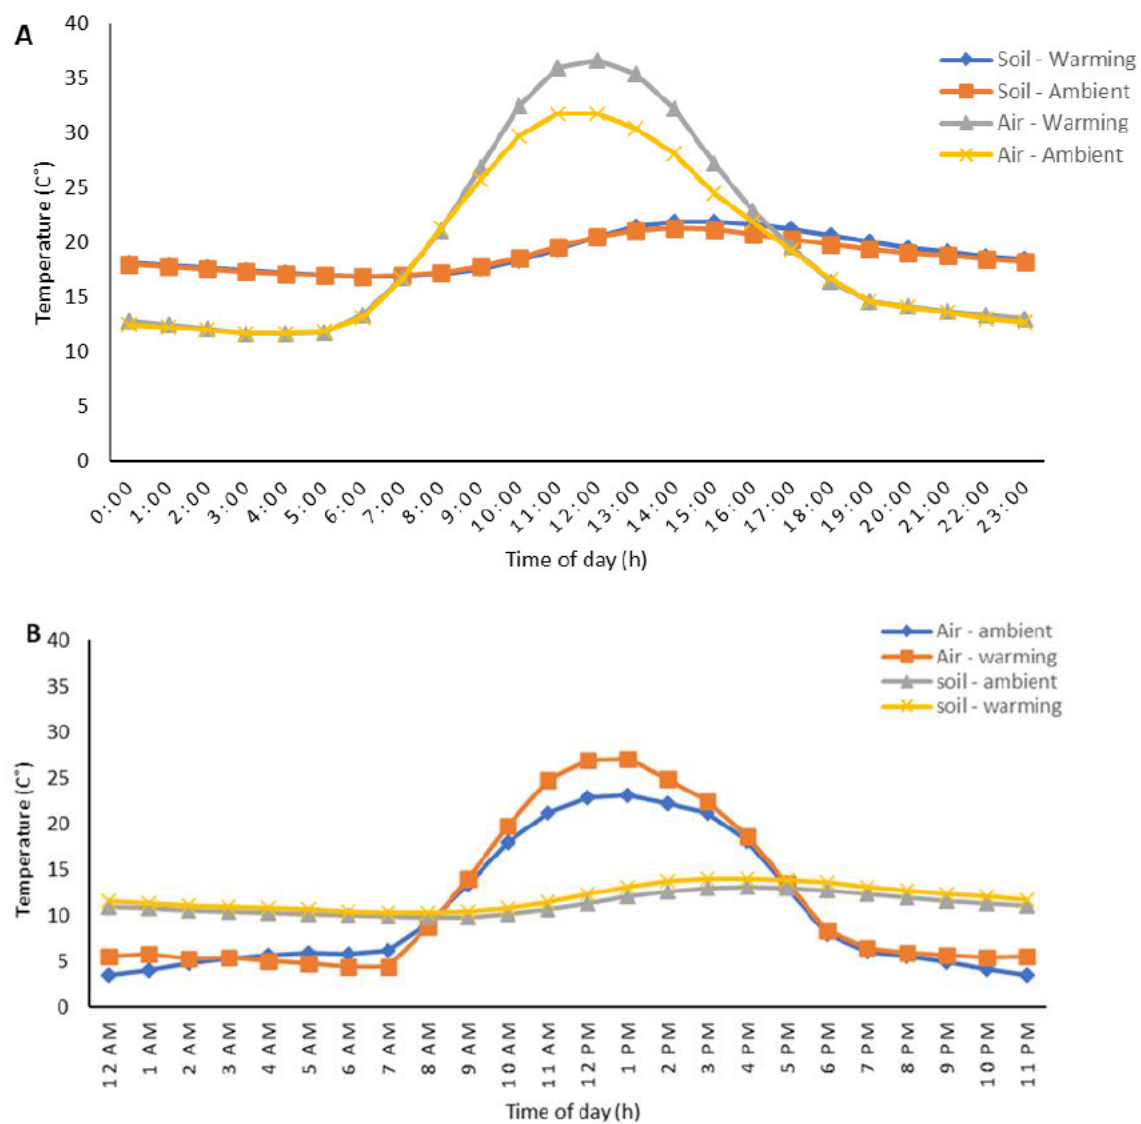 A
40
35
30
25
20
15
10
5
0
Temperature (C°)
Soil - Warming
Soil - Ambient
Air - Warming
Air - Ambient
0:00 1:00 2:00 3:00 4:00 5:00 6:00 7:00 8:00 9:00 10:00 11:00 12:00 13:00 14:00 15:00 16:00 17:00 18:00 19:00 20:00 21:00 22:00 23:00
Time of day (h)
B
40
35
30
25
20
15
10
5
0
Temperature (C°)
Air - ambient
Air - warming
soil - ambient
soil - warming
12 AM 1 AM 2 AM 3 AM 4 AM 5 AM 6 AM 7 AM 8 AM 9 AM 10 AM 11 AM 12 PM 1 PM 2 PM 3 PM 4 PM 5 PM 6 PM 7 PM 8 PM 9 PM 10 PM 11 PM
Time of day (h)